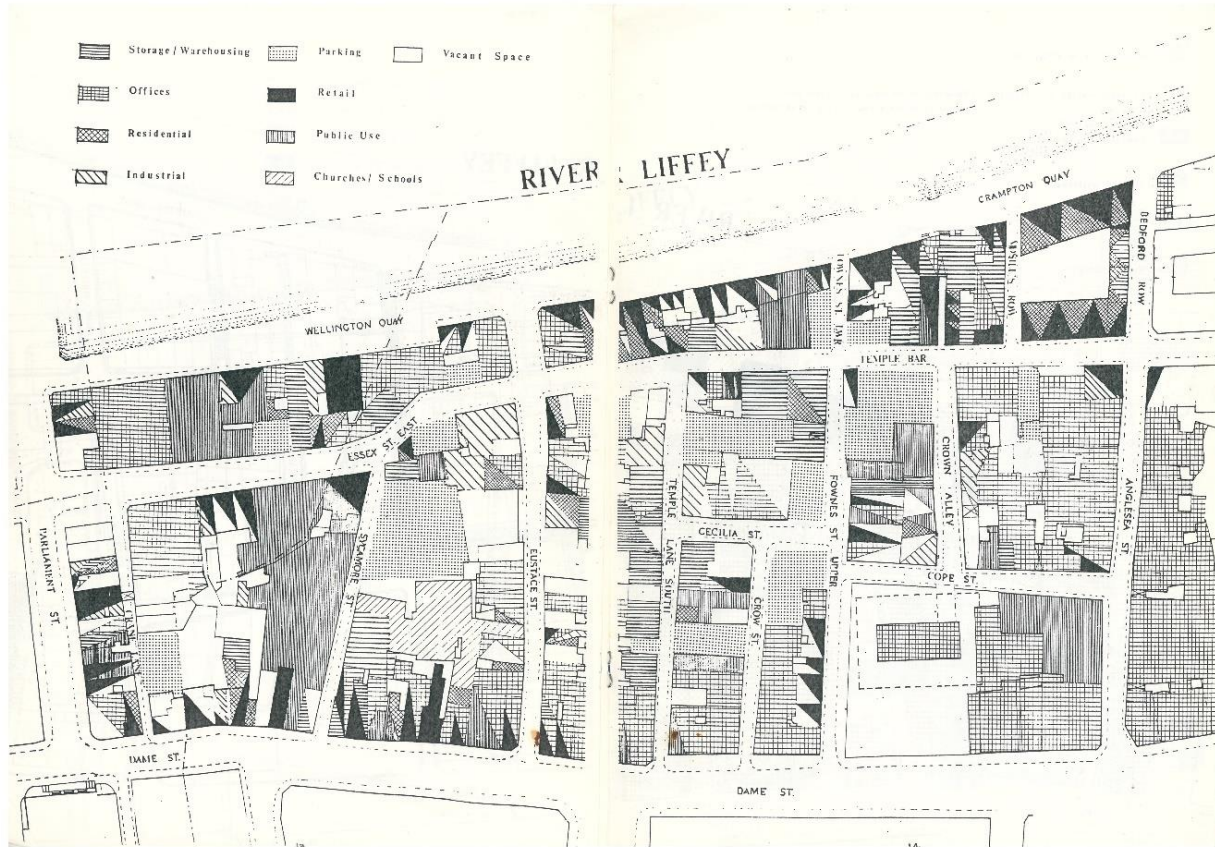 Storage/Warehousing
Parking
Vacant Space
Offices
Retail
Residential
Public Use
Industrial
Churches/ Schools
RIVER LIFFEY
CRAMPTON QUAY
BEDFORD ROW
WELLINGTON QUAY
TEMPLE BAR
ESSEX ST. EAST
PARLIAMENT ST.
SYCAMORE ST.
EUSTACE ST.
TEMPLE LANE SOUTH
CECILIA ST.
CROW ST.
FOWNES ST. UPPER
CROWN ALLEY
COPE ST.
ANGLESEA ST.
DAME ST.
DAME ST.